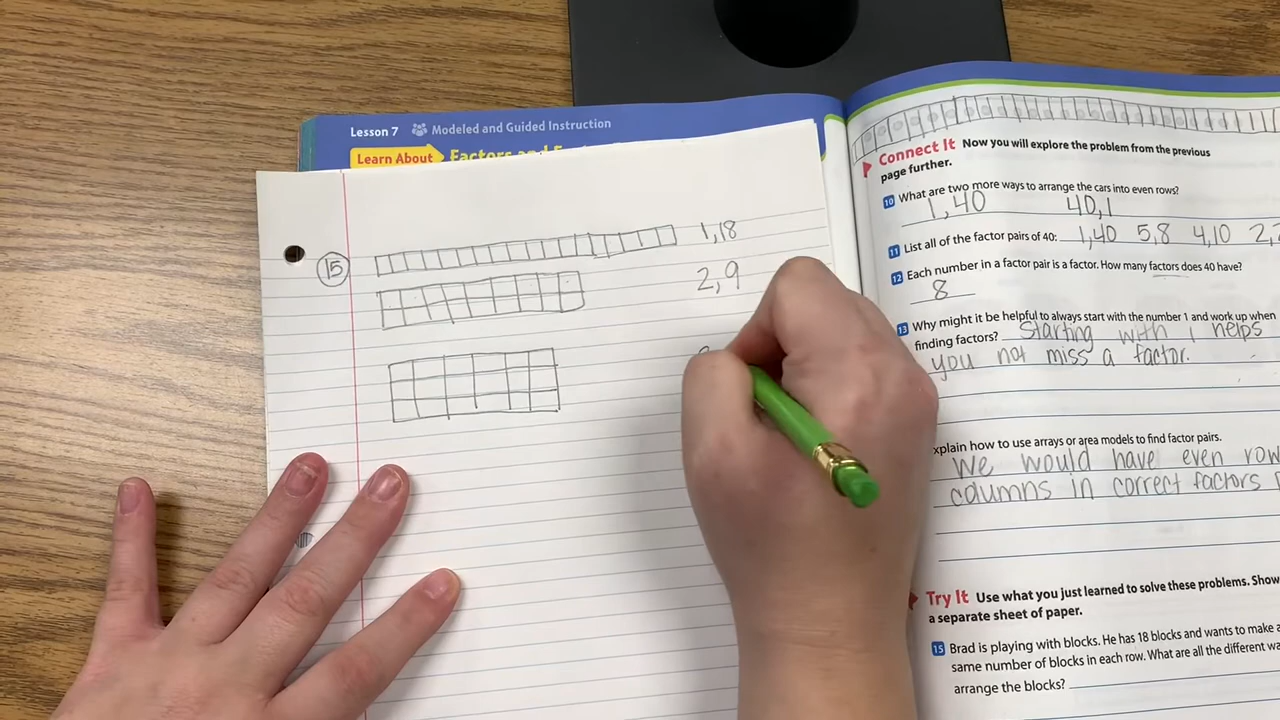 Lesson 7 Modeled and Guided Instruction
Learn About
Factors and
15
1,18
2,9
Connect It Now you will explore the problem from the previous
page further.
10 What are two more ways to arrange the cars into even rows?
1,40 40,1
11 List all of the factor pairs of 40: 1,40 5,8 4,10 2,
12 Each number in a factor pair is a factor. How many factors does 40 have?
8
13 Why might it be helpful to always start with the number 1 and work up when
finding factors? Starting with 1 helps
you not miss a factor.
xplain how to use arrays or area models to find factor pairs.
We would have even row
columns in correct factors
Try It Use what you just learned to solve these problems. Show
a separate sheet of paper.
15 Brad is playing with blocks. He has 18 blocks and wants to make a
same number of blocks in each row. What are all the different wa
arrange the blocks?